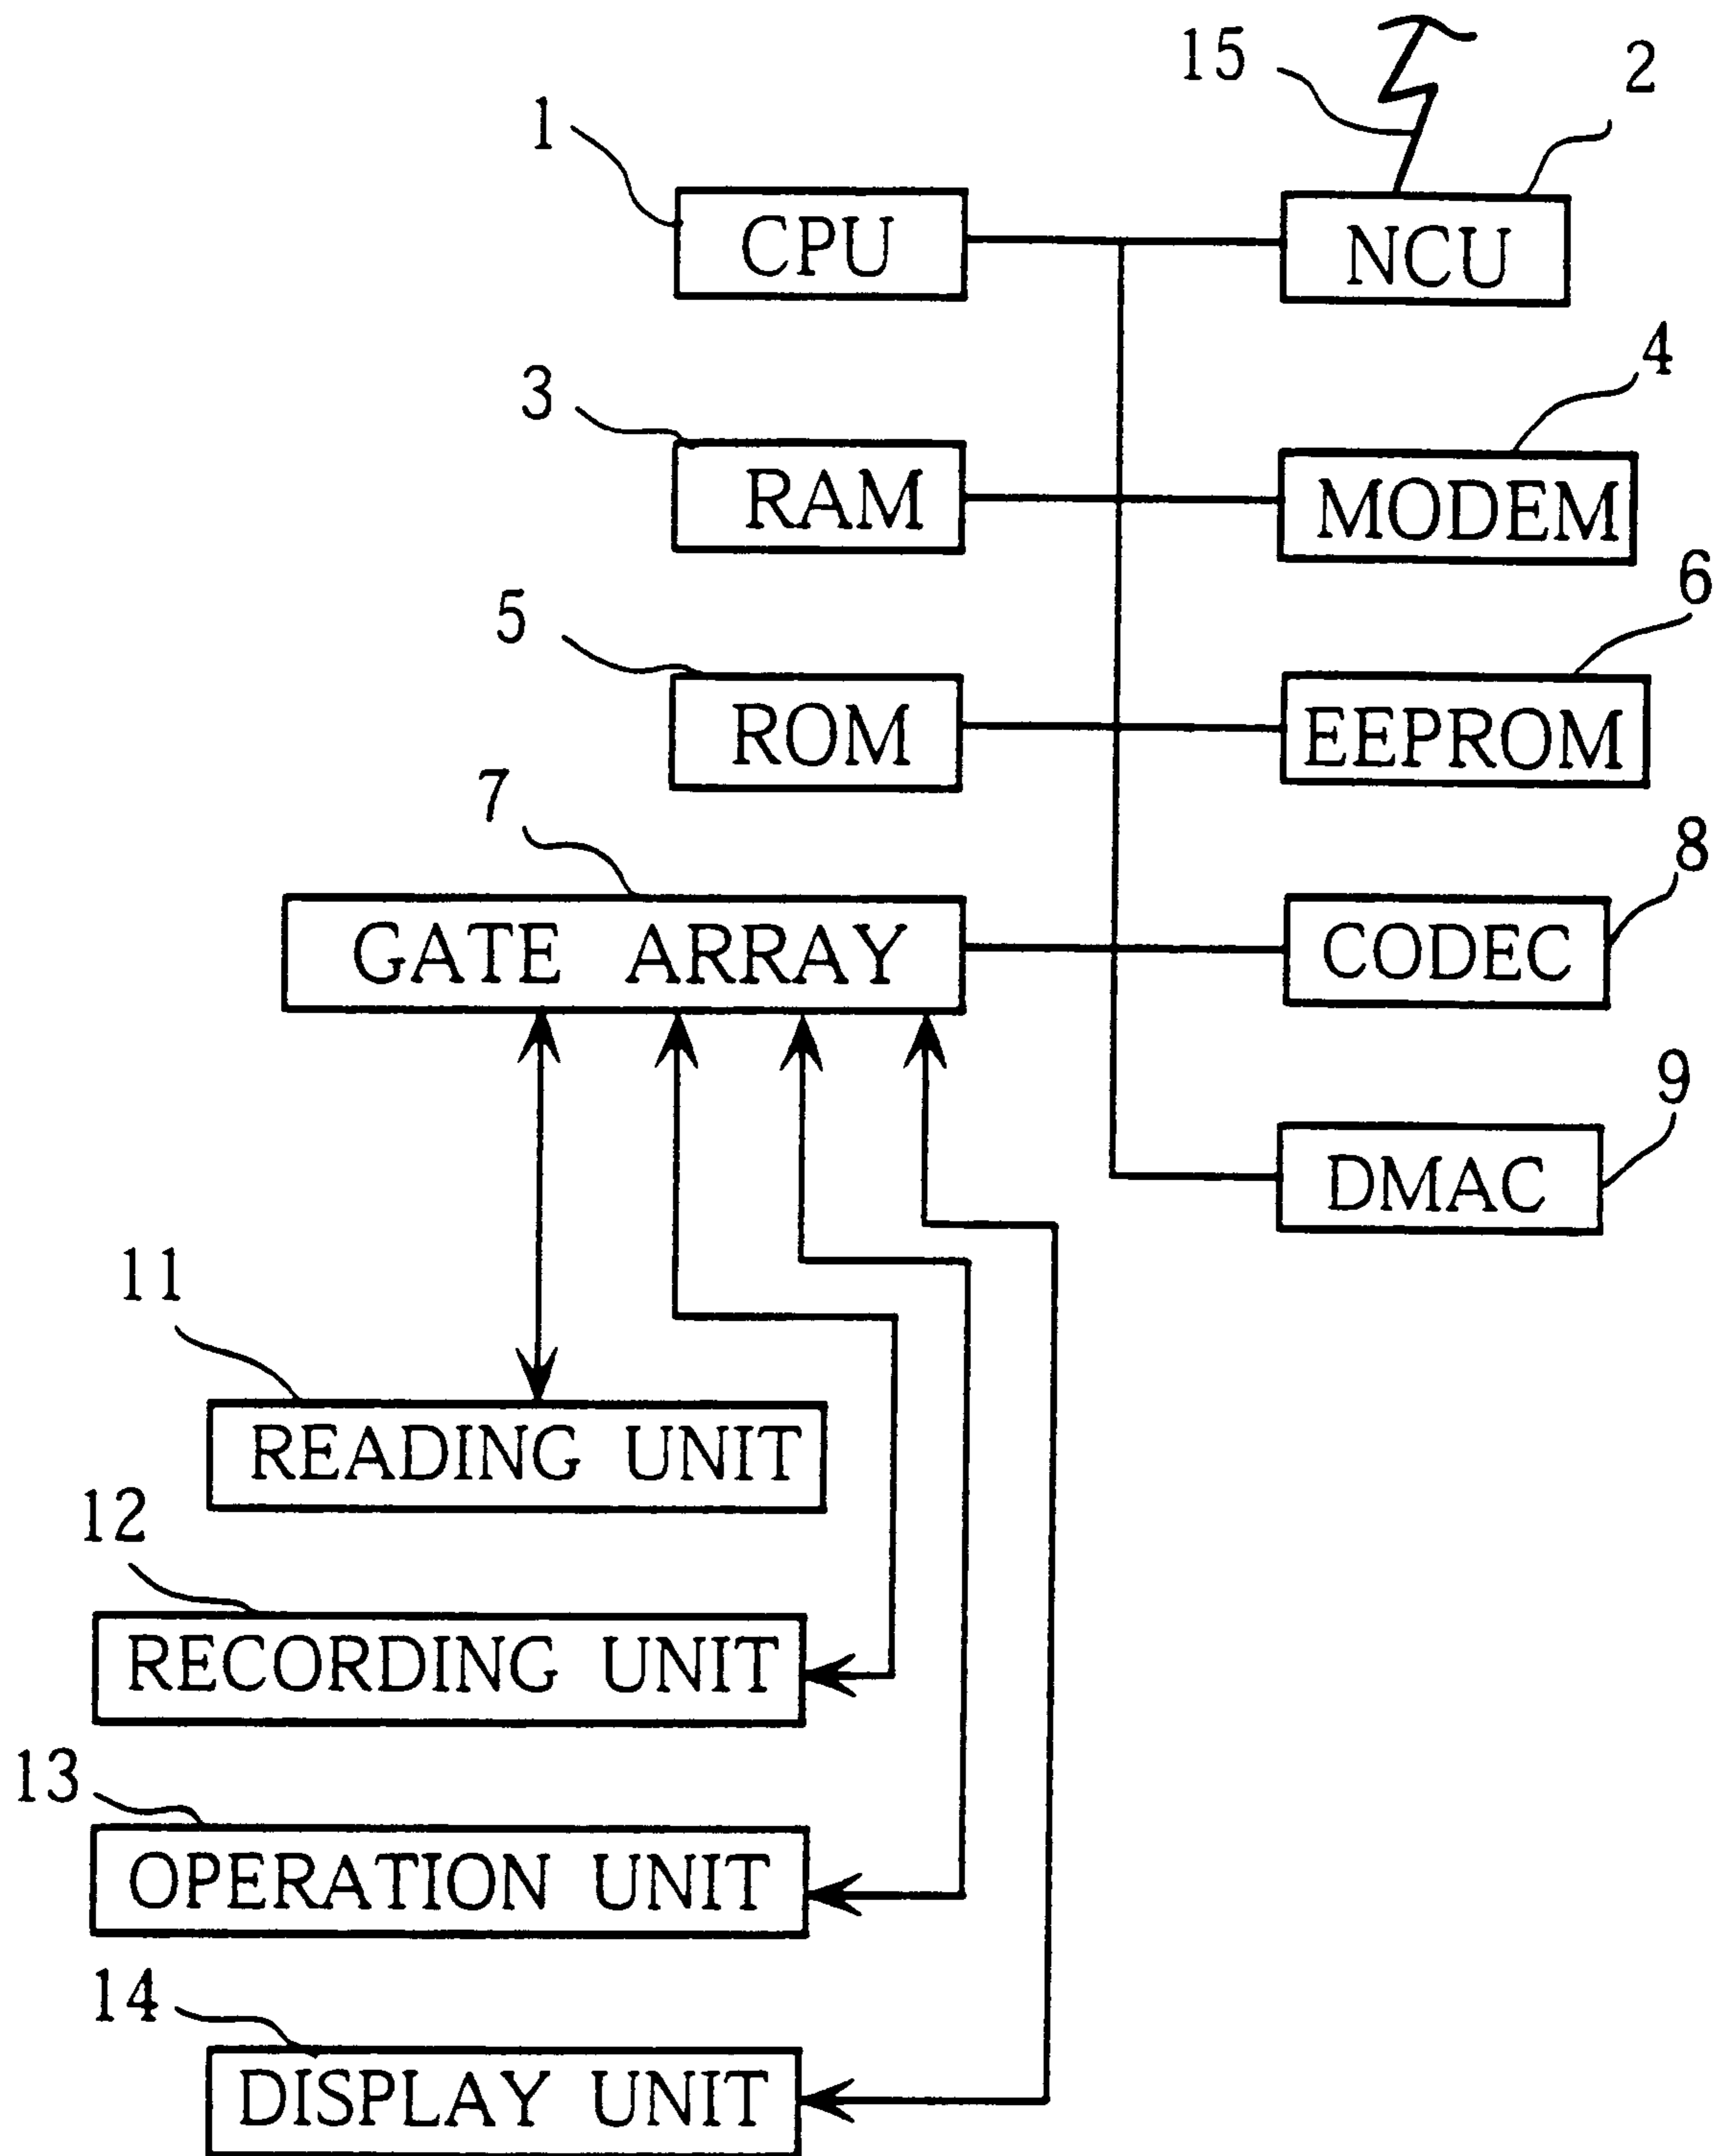 15
2
1
CPU
NCU
3
4
RAM
MODEM
5
6
ROM
EEPROM
7
8
GATE ARRAY
CODEC
9
DMAC
11
READING UNIT
12
RECORDING UNIT
13
OPERATION UNIT
14
DISPLAY UNIT